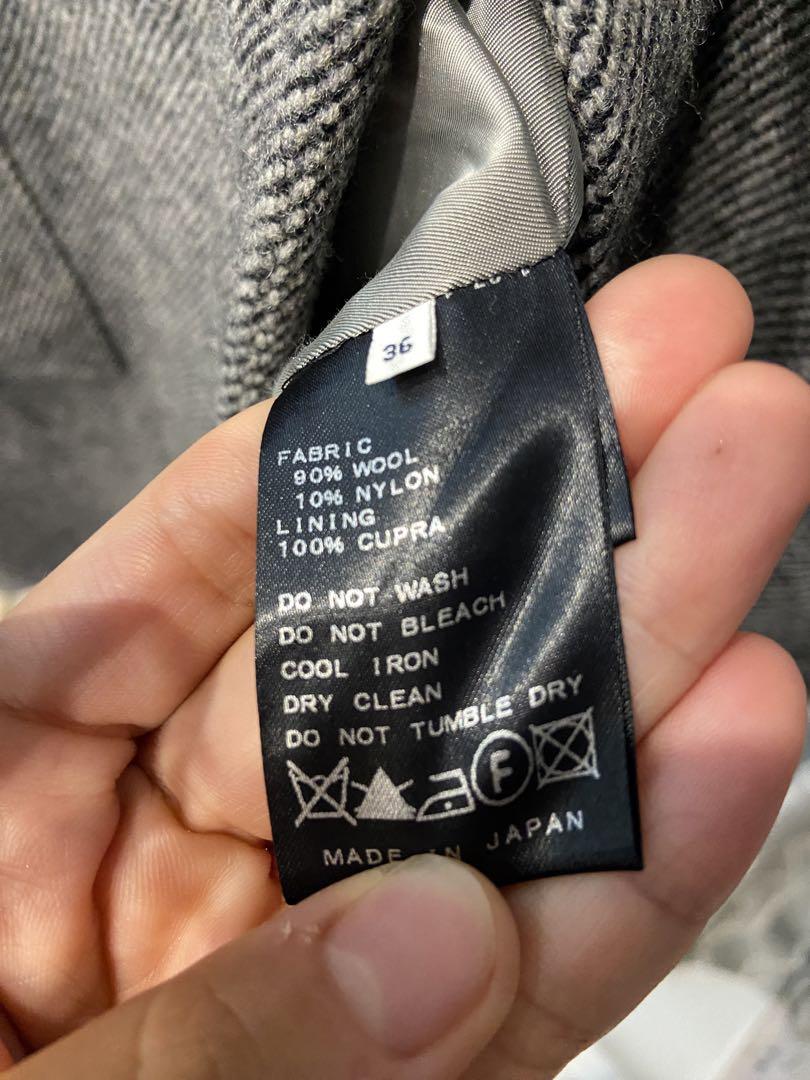 36
FABRIC
90% WOOL
10% NYLON
LINING
100% CUPRA
DO NOT WASH
DO NOT BLEACH
COOL IRON
DRY CLEAN
DO NOT TUMBLE DRY
F
MADE IN JAPAN